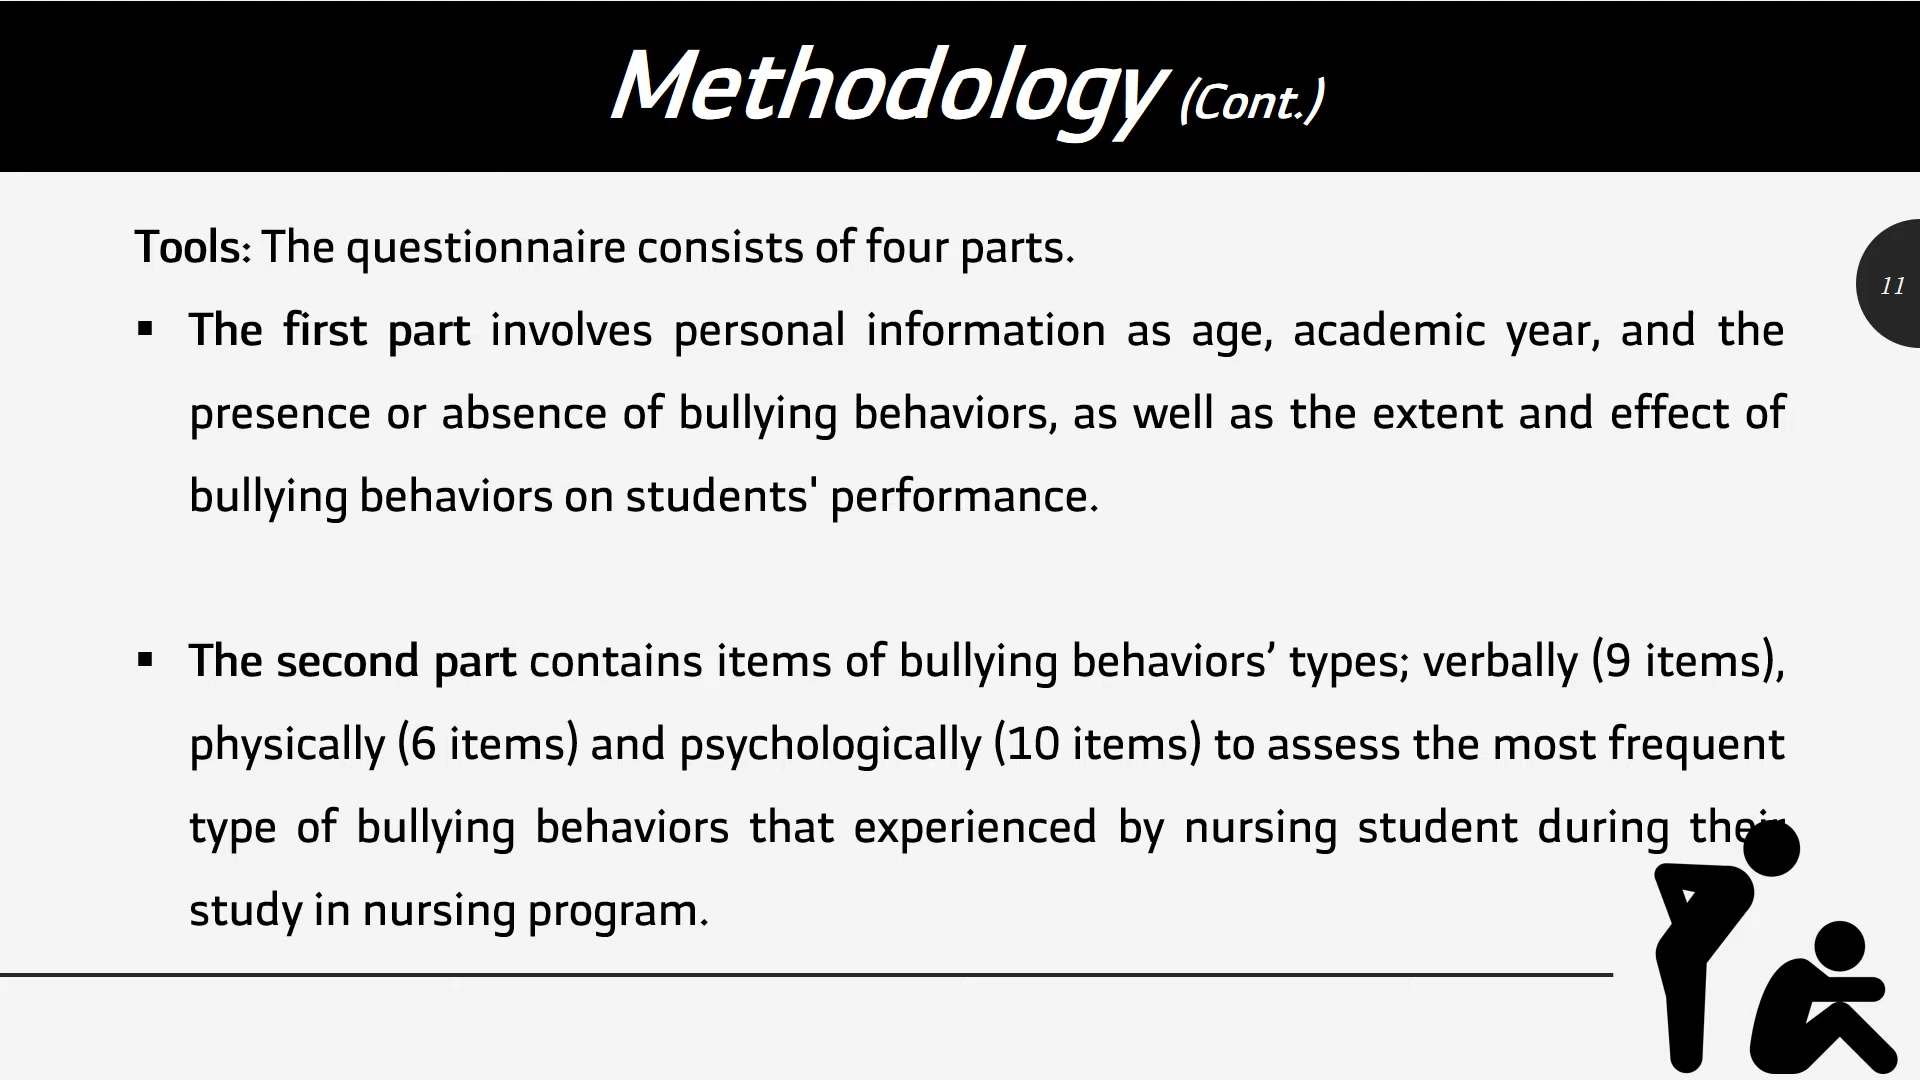 Methodology (Cont.)
Tools: The questionnaire consists of four parts.
11
▪ The first part involves personal information as age, academic year, and the
presence or absence of bullying behaviors, as well as the extent and effect of
bullying behaviors on students' performance.
▪ The second part contains items of bullying behaviors’ types; verbally (9 items),
physically (6 items) and psychologically (10 items) to assess the most frequent
type of bullying behaviors that experienced by nursing student during their
study in nursing program.